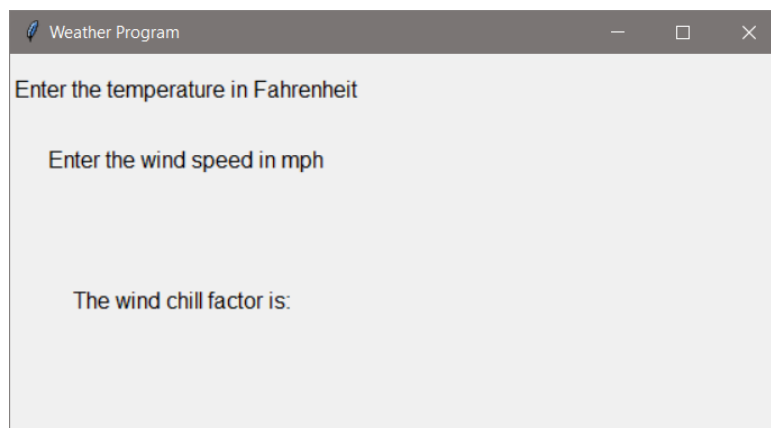 Weather Program
Enter the temperature in Fahrenheit
Enter the wind speed in mph
The wind chill factor is: